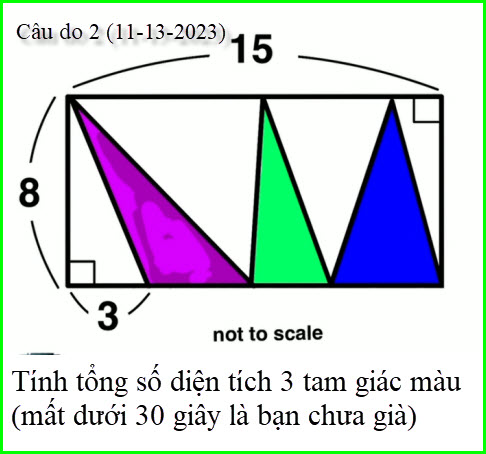 Câu do 2 (11-13-2023)
15
8
3
not to scale
Tính tổng số diện tích 3 tam giác màu
(mất dưới 30 giây là bạn chưa già)